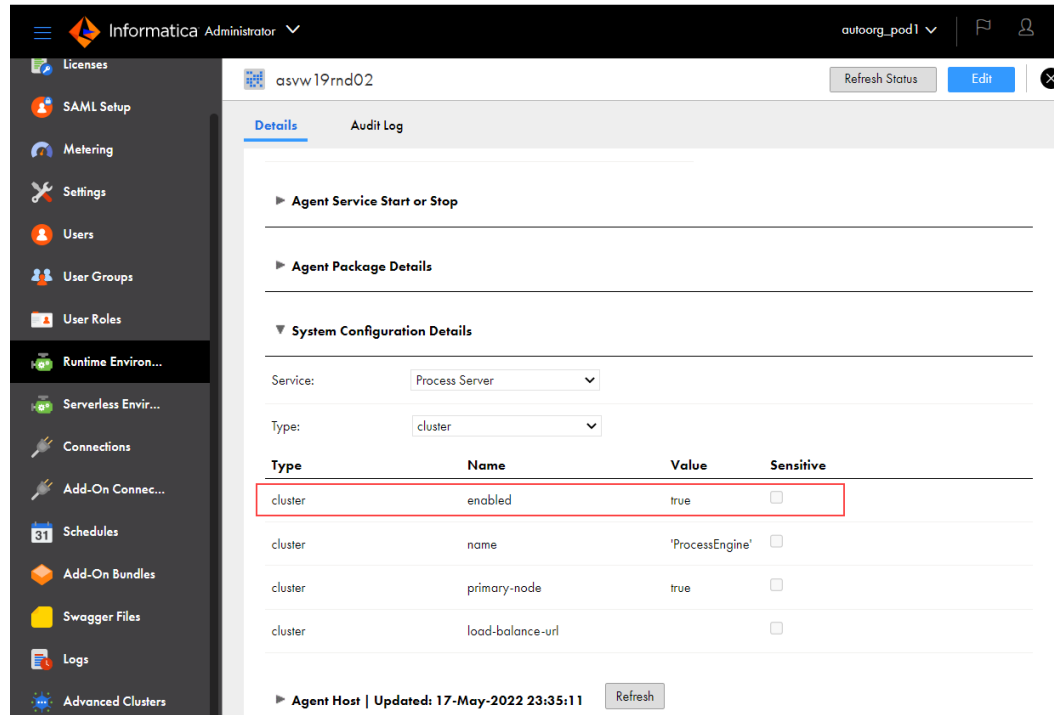 Informatica Administrator
autoorg_pod1
Licenses
SAML Setup
Metering
Settings
Users
User Groups
User Roles
Runtime Environ...
Serverless Envir...
Connections
Add-On Connec...
31 Schedules
Add-On Bundles
Swagger Files
Logs
Advanced Clusters
asvw19rnd02
Refresh Status
Edit
Details Audit Log
Agent Service Start or Stop
Agent Package Details
System Configuration Details
Service: Process Server
Type: cluster
Type Name Value Sensitive
cluster enabled true
cluster name 'ProcessEngine'
cluster primary-node true
cluster load-balance-url
Agent Host | Updated: 17-May-2022 23:35:11 Refresh